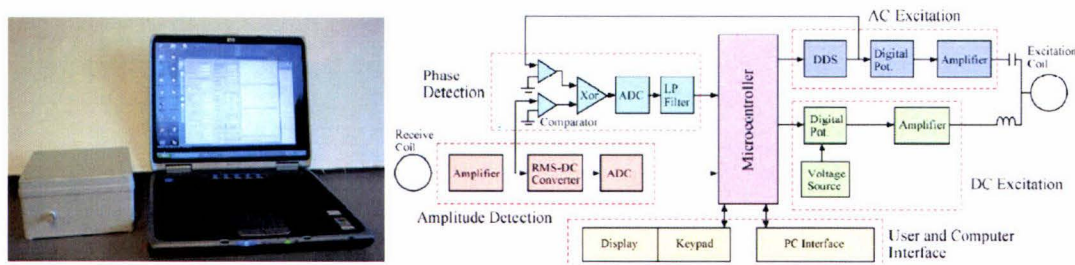 AC Excitation
Phase
Detection
Xor
ADC
LP
Filter
Comparator
Receive
Coil
Amplifier
RMS-DC
Converter
ADC
Amplitude Detection
Microcontroller
DDS
Digital
Pot.
Amplifier
Excitation
Coil
Digital
Pot.
Amplifier
Voltage
Source
DC Excitation
Display
Keypad
PC Interface
User and Computer
Interface